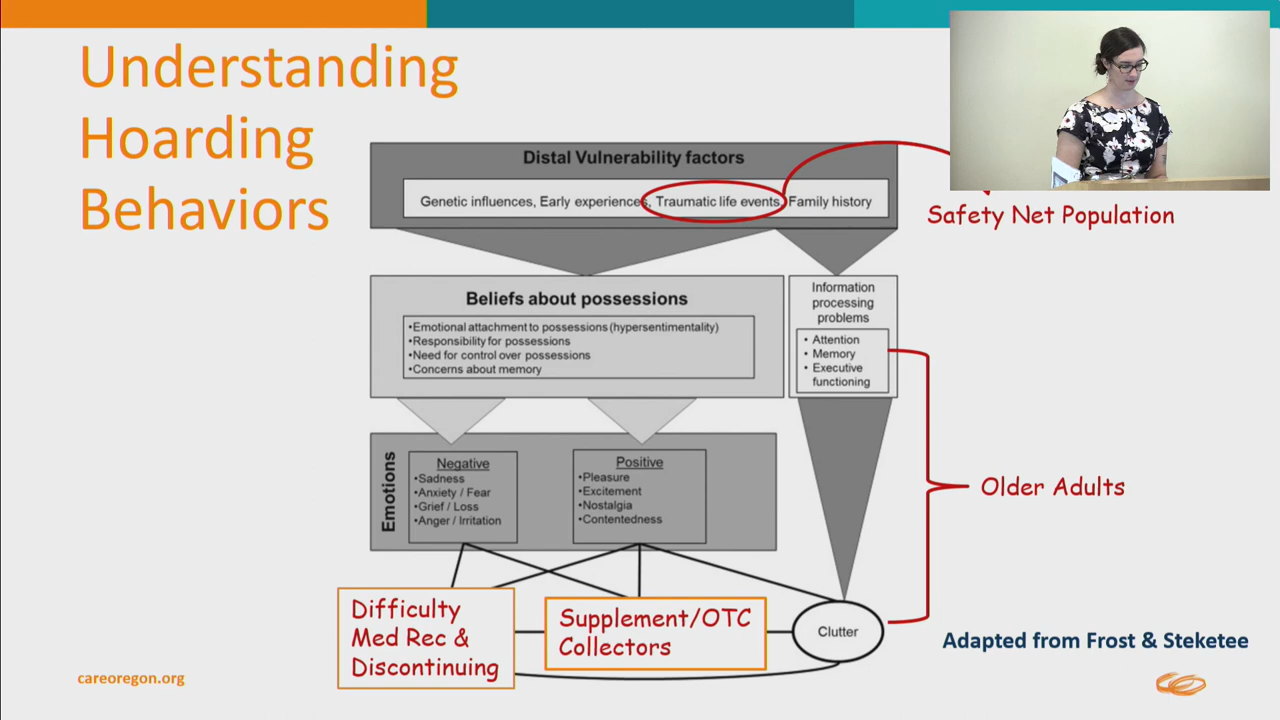 Understanding
Hoarding
Behaviors
Distal Vulnerability factors
Genetic influences, Early experiences, Traumatic life events, Family history
Safety Net Population
Beliefs about possessions
•Emotional attachment to possessions (hypersentimentality)
•Responsibility for possessions
•Need for control over possessions
•Concerns about memory
Information
processing
problems
• Attention
• Memory
• Executive
functioning
Emotions
Negative
•Sadness
•Anxiety / Fear
•Grief / Loss
•Anger / Irritation
Positive
•Pleasure
•Excitement
•Nostalgia
•Contentedness
Older Adults
Difficulty
Med Rec &
Discontinuing
Supplement/OTC
Collectors
Clutter
Adapted from Frost & Steketee
careoregon.org